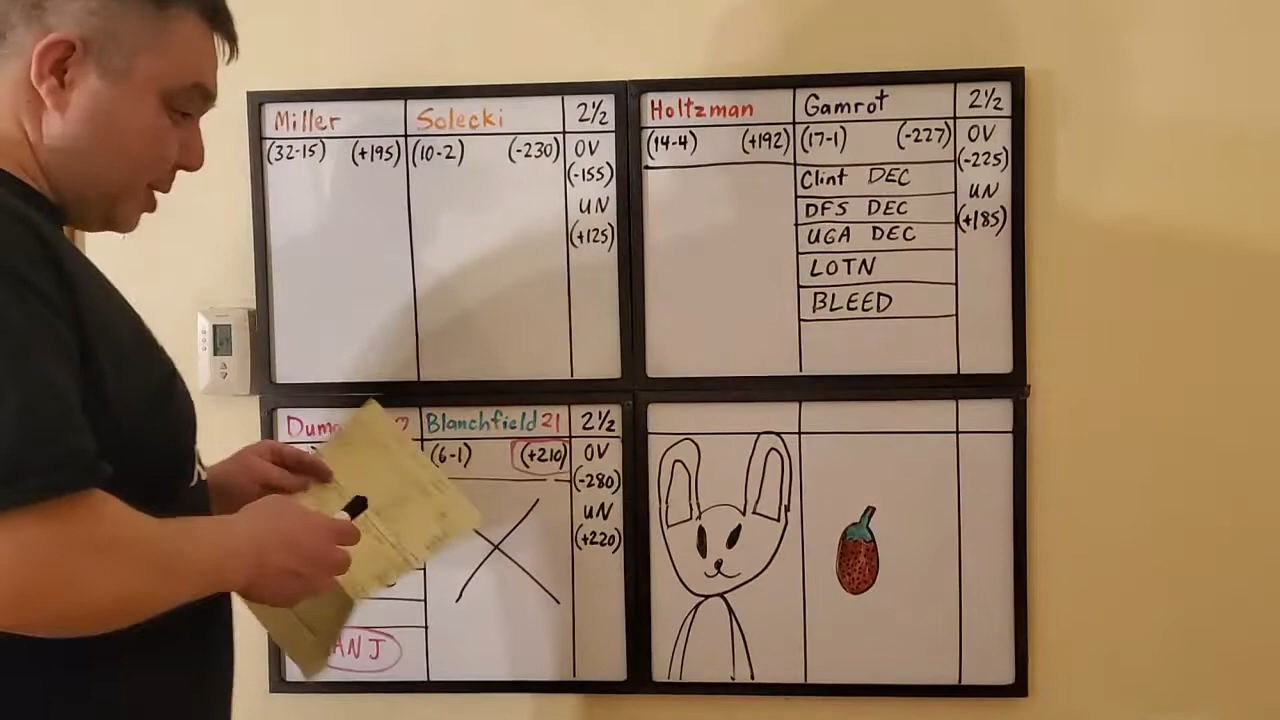 Miller Solecki 2½
(32-15) (+195) (10-2) (-230) OV
(-155)
UN
(+125)
Holtzman Gamrot 2½
(14-4) (+192) (17-1) (-227) OV
(-225)
UN
(+185)
Clint DEC
DFS DEC
UGA DEC
LOTN
BLEED
Blanchfield 21 2½
(6-1) (+210) OV
(-280)
UN
(+220)